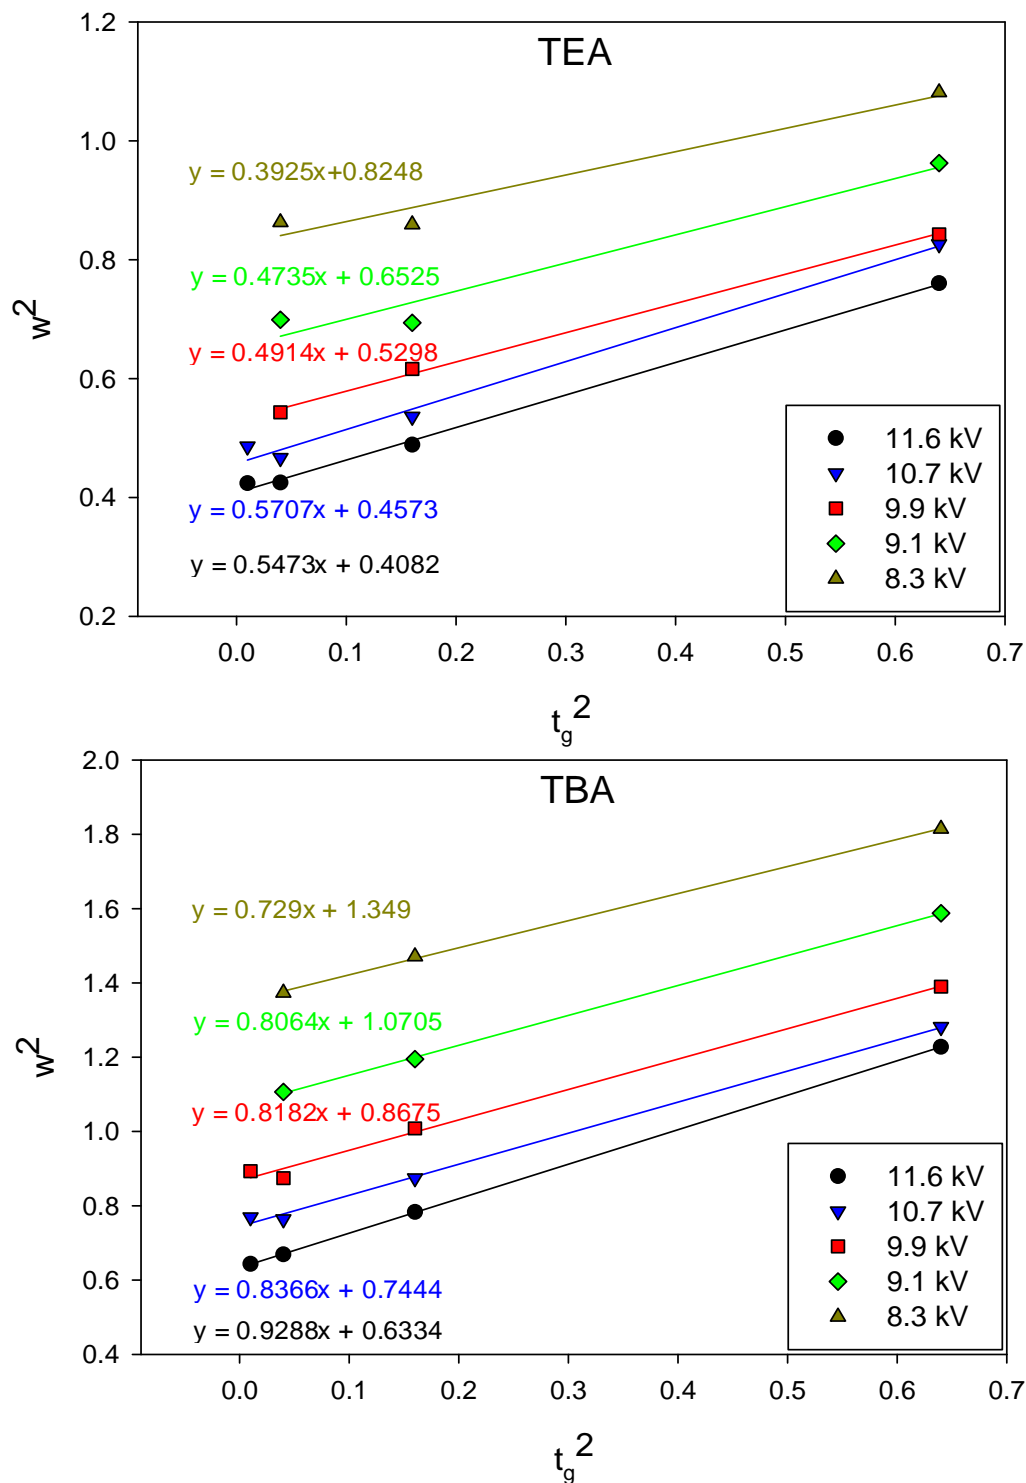 TEA
1.2
1.0
0.8
0.6
0.4
0.2
w²
y = 0.3925x+0.8248
y = 0.4735x + 0.6525
y = 0.4914x + 0.5298
y = 0.5707x + 0.4573
y = 0.5473x + 0.4082
11.6 kV
10.7 kV
9.9 kV
9.1 kV
8.3 kV
0.0 0.1 0.2 0.3 0.4 0.5 0.6 0.7
t_g²
TBA
2.0
1.8
1.6
1.4
1.2
1.0
0.8
0.6
0.4
w²
y = 0.729x + 1.349
y = 0.8064x + 1.0705
y = 0.8182x + 0.8675
y = 0.8366x + 0.7444
y = 0.9288x + 0.6334
11.6 kV
10.7 kV
9.9 kV
9.1 kV
8.3 kV
0.0 0.1 0.2 0.3 0.4 0.5 0.6 0.7
t_g²